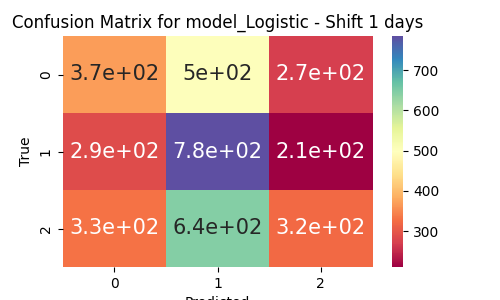 Confusion Matrix for model_Logistic - Shift 1 days
0 3.7e+02 5e+02 2.7e+02
1 2.9e+02 7.8e+02 2.1e+02
2 3.3e+02 6.4e+02 3.2e+02
True
0 1 2
Predicted
700
600
500
400
300